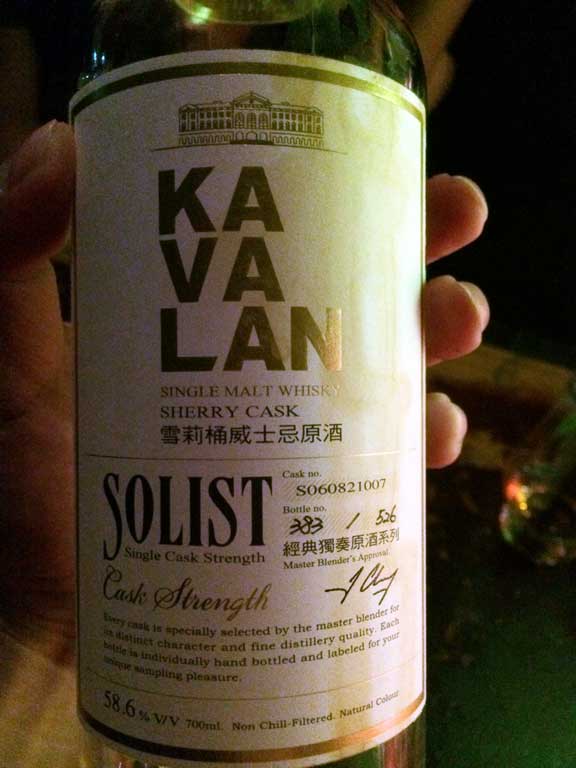 KA
VA
LAN
SINGLE MALT WHISKY
SHERRY CASK
雪莉桶威士忌原酒
SOLIST
Single Cask Strength
Cask no.
S060821007
Bottle no.
383 / 526
經典獨奏原酒系列
Master Blender's Approval.
Cask Strength
Every cask is specially selected by the master blender for
its distinct character and fine distillery quality. Each
bottle is individually hand bottled and labeled for your
unique sampling pleasure.
58.6 % V/V 700ml. Non Chill-Filtered. Natural Colour